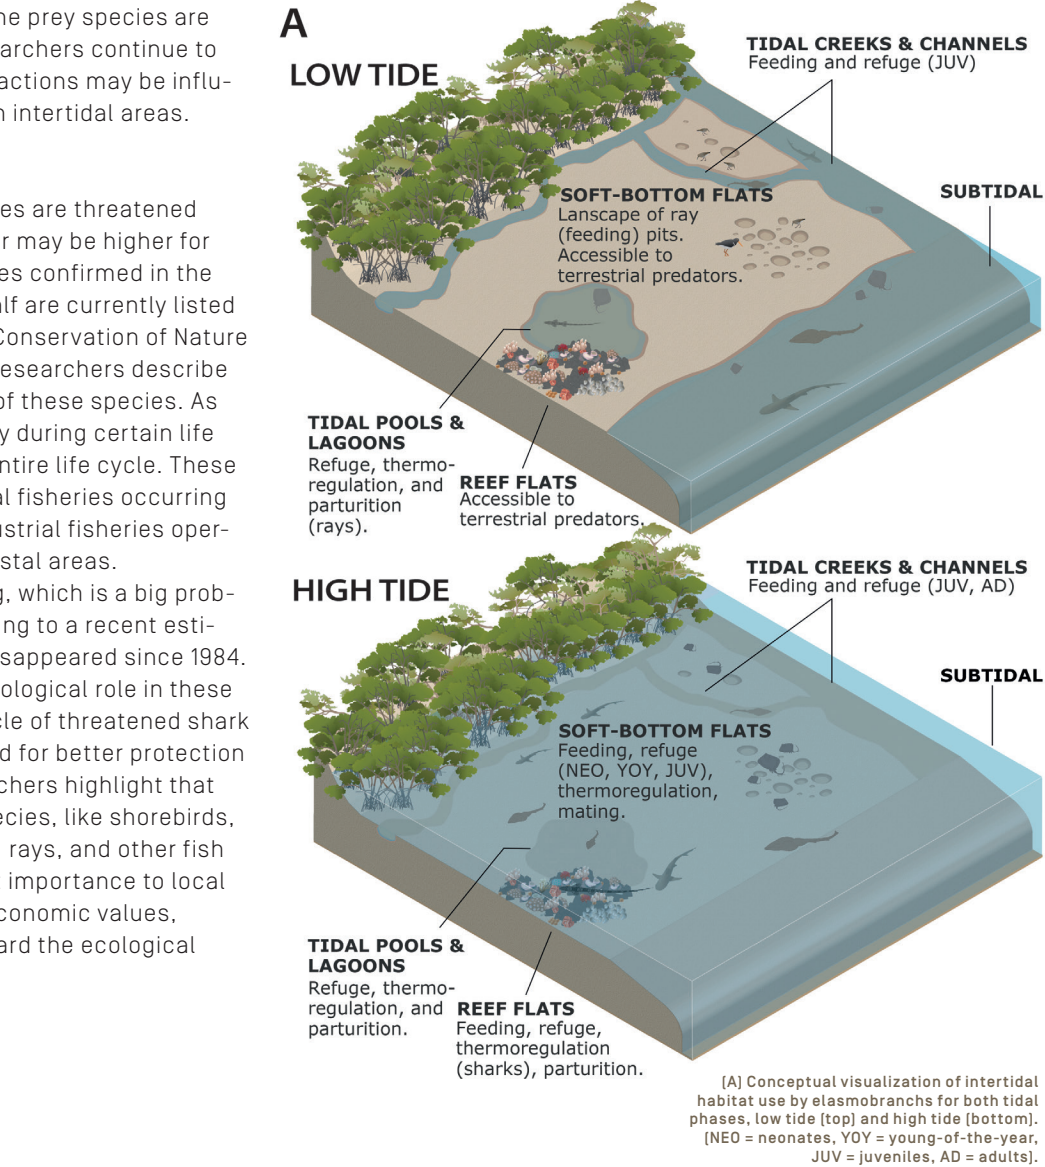 he prey species are
earchers continue to
actions may be influ-
n intertidal areas.
es are threatened
r may be higher for
es confirmed in the
alf are currently listed
Conservation of Nature
esearchers describe
of these species. As
y during certain life
entire life cycle. These
al fisheries occurring
ustrial fisheries oper-
astal areas.
g, which is a big prob-
ing to a recent esti-
isappeared since 1984.
ological role in these
cle of threatened shark
d for better protection
rchers highlight that
ecies, like shorebirds,
rays, and other fish
importance to local
economic values,
ard the ecological
A
LOW TIDE
TIDAL CREEKS & CHANNELS
Feeding and refuge (JUV)
SUBTIDAL
SOFT-BOTTOM FLATS
Lanscape of ray
(feeding) pits.
Accessible to
terrestrial predators.
TIDAL POOLS &
LAGOONS
Refuge, thermo-
regulation, and
parturition
(rays).
REEF FLATS
Accessible to
terrestrial predators.
HIGH TIDE
TIDAL CREEKS & CHANNELS
Feeding and refuge (JUV, AD)
SUBTIDAL
SOFT-BOTTOM FLATS
Feeding, refuge
(NEO, YOY, JUV),
thermoregulation,
mating.
TIDAL POOLS &
LAGOONS
Refuge, thermo-
regulation, and
parturition.
REEF FLATS
Feeding, refuge,
thermoregulation
(sharks), parturition.
[A] Conceptual visualization of intertidal
habitat use by elasmobranchs for both tidal
phases, low tide [top] and high tide [bottom].
[NEO = neonates, YOY = young-of-the-year,
JUV = juveniles, AD = adults].